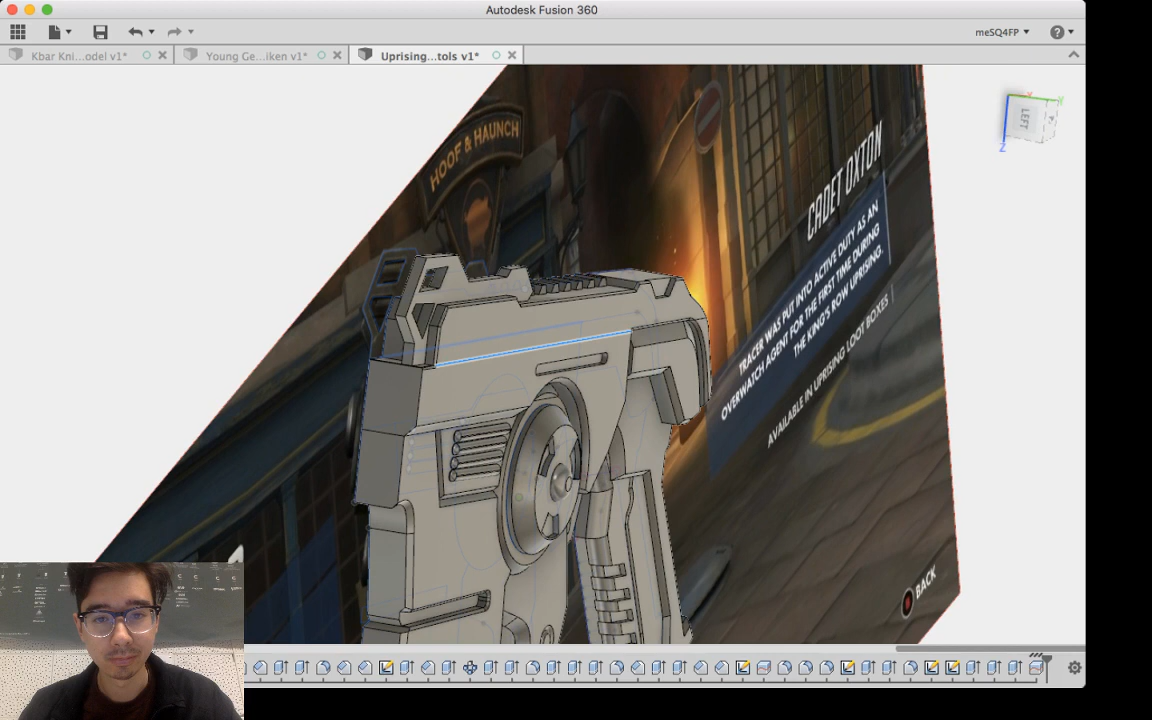 Autodesk Fusion 360
meSQ4FP
Kbar Kni...odel v1*
Young Ge...iken v1*
Uprising...tols v1*
HOOF & HAUNCH
LEFT
Z
CADET OXTON
TRACER WAS PUT INTO ACTIVE DUTY AS AN
OVERWATCH AGENT FOR THE FIRST TIME DURING
THE KING'S ROW UPRISING.
AVAILABLE IN UPRISING LOOT BOXES
BACK